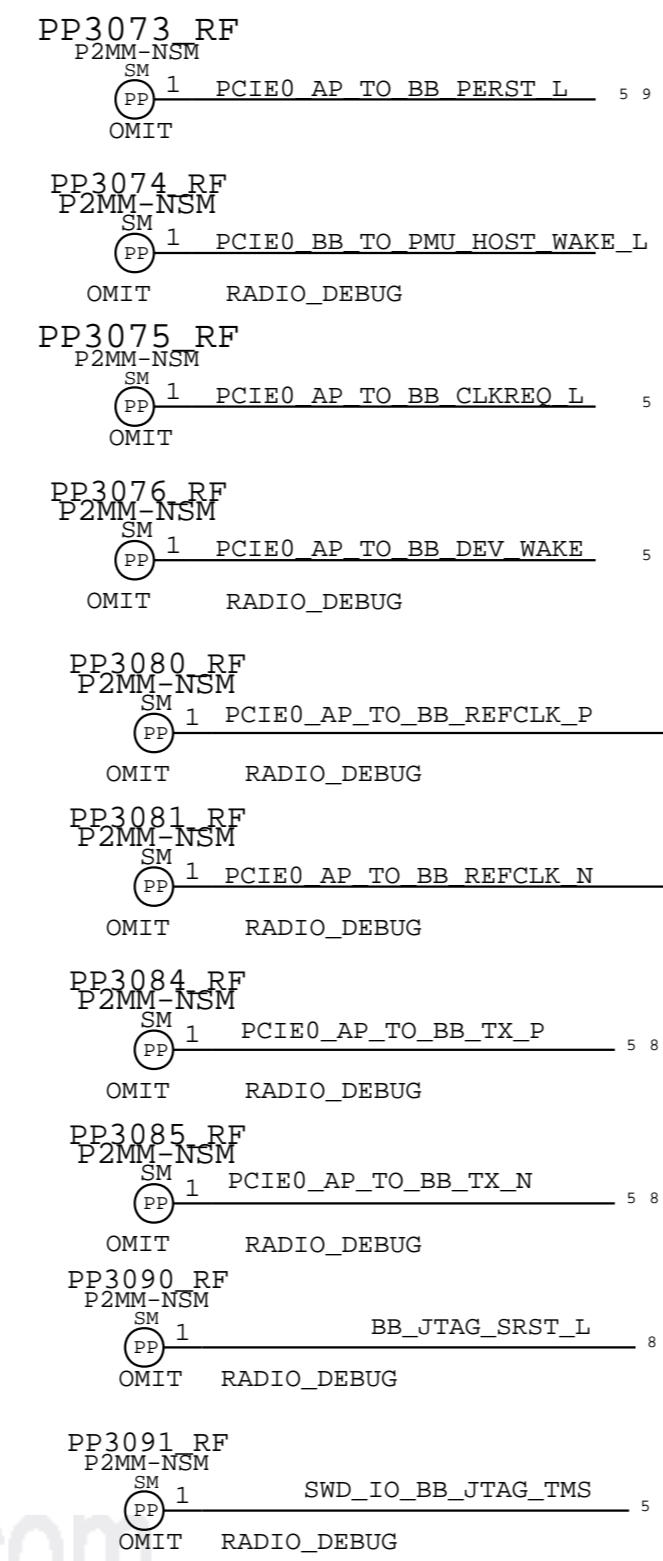 PP3073_RF
P2MM-NSM
SM
PP 1 PCIE0_AP_TO_BB_PERST_L 5 9
OMIT
PP3074_RF
P2MM-NSM
SM
PP 1 PCIE0_BB_TO_PMU_HOST_WAKE_L
OMIT RADIO_DEBUG
PP3075_RF
P2MM-NSM
SM
PP 1 PCIE0_AP_TO_BB_CLKREQ_L 5
OMIT
PP3076_RF
P2MM-NSM
SM
PP 1 PCIE0_AP_TO_BB_DEV_WAKE 5
OMIT RADIO_DEBUG
PP3080_RF
P2MM-NSM
SM
PP 1 PCIE0_AP_TO_BB_REFCLK_P
OMIT RADIO_DEBUG
PP3081_RF
P2MM-NSM
SM
PP 1 PCIE0_AP_TO_BB_REFCLK_N
OMIT RADIO_DEBUG
PP3084_RF
P2MM-NSM
SM
PP 1 PCIE0_AP_TO_BB_TX_P 5 8
OMIT RADIO_DEBUG
PP3085_RF
P2MM-NSM
SM
PP 1 PCIE0_AP_TO_BB_TX_N 5 8
OMIT RADIO_DEBUG
PP3090_RF
P2MM-NSM
SM
PP 1 BB_JTAG_SRST_L 8
OMIT RADIO_DEBUG
PP3091_RF
P2MM-NSM
SM
PP 1 SWD_IO_BB_JTAG_TMS 5
OMIT RADIO_DEBUG